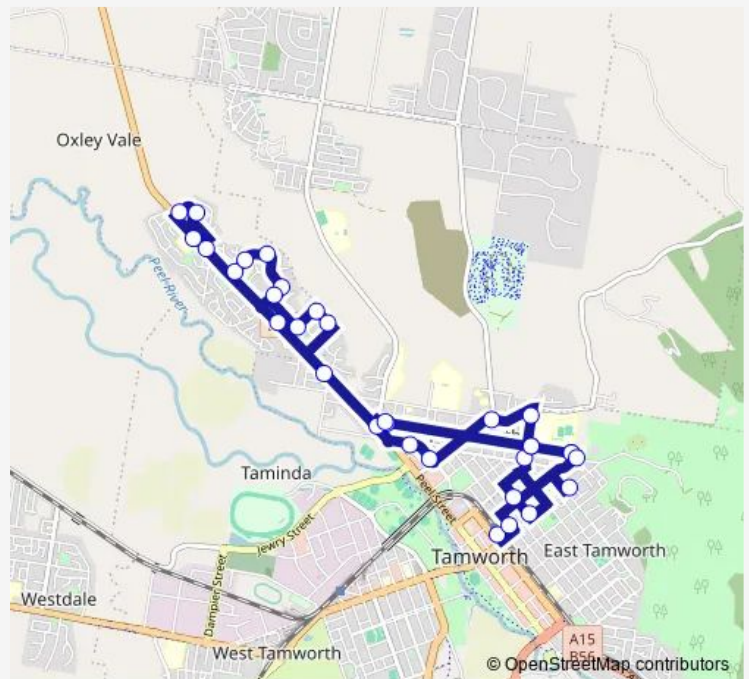 Oxley Vale
Peel River
Taminda
Peel Street
Jewry Street
Tamworth
East Tamworth
Dampier Street
Westdale
West Tamworth
A15
B56
© OpenStreetMap contributors